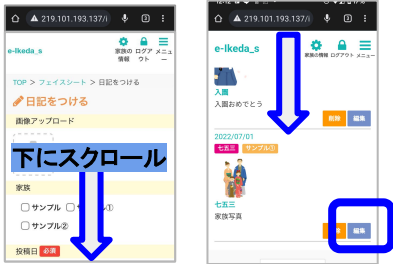 219.101.193.137/i
e-Ikeda_s
家族の情報 ログアウト メニュー
TOP > フェイスシート > 日記をつける
日記をつける
画像アップロード
下にスクロール
家族
サンプル
サンプル②
投稿日 必須
219.101.193.137/i
e-Ikeda_s
家族の情報 ログアウト メニュー
入園
入園おめでとう
削除 編集
2022/07/01
七五三 サンプル①
七五三
家族写真
編集